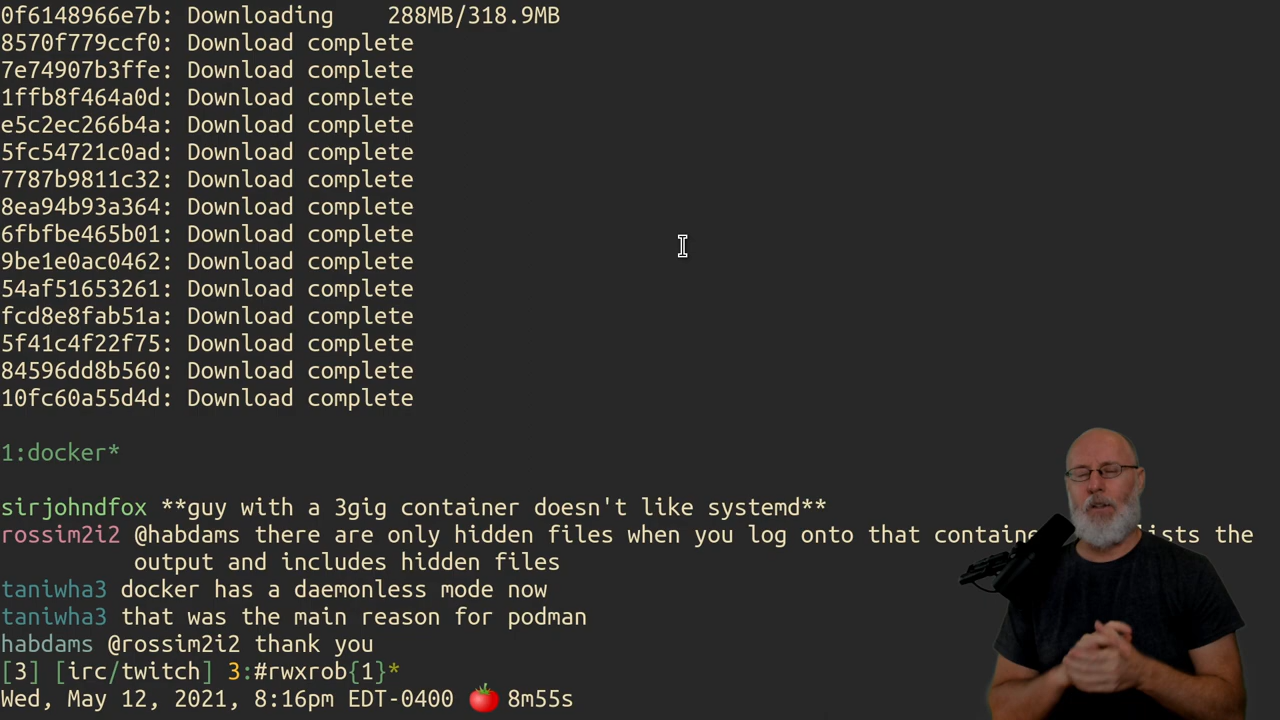 0f6148966e7b: Downloading    288MB/318.9MB
8570f779ccf0: Download complete
7e74907b3ffe: Download complete
1ffb8f464a0d: Download complete
e5c2ec266b4a: Download complete
5fc54721c0ad: Download complete
7787b9811c32: Download complete
8ea94b93a364: Download complete
6fbfbe465b01: Download complete
9be1e0ac0462: Download complete
54af51653261: Download complete
fcd8e8fab51a: Download complete
5f41c4f22f75: Download complete
84596dd8b560: Download complete
10fc60a55d4d: Download complete
1:docker*
sirjohndfox **guy with a 3gig container doesn't like systemd**
rossim2i2 @habdams there are only hidden files when you log onto that the
output and includes hidden files
taniwha3 docker has a daemonless mode now
taniwha3 that was the main reason for podman
habdams @rossim2i2 thank you
[3] [irc/twitch] 3:#rwxrob{1}*
Wed, May 12, 2021, 8:16pm EDT-0400 🍅 8m55s